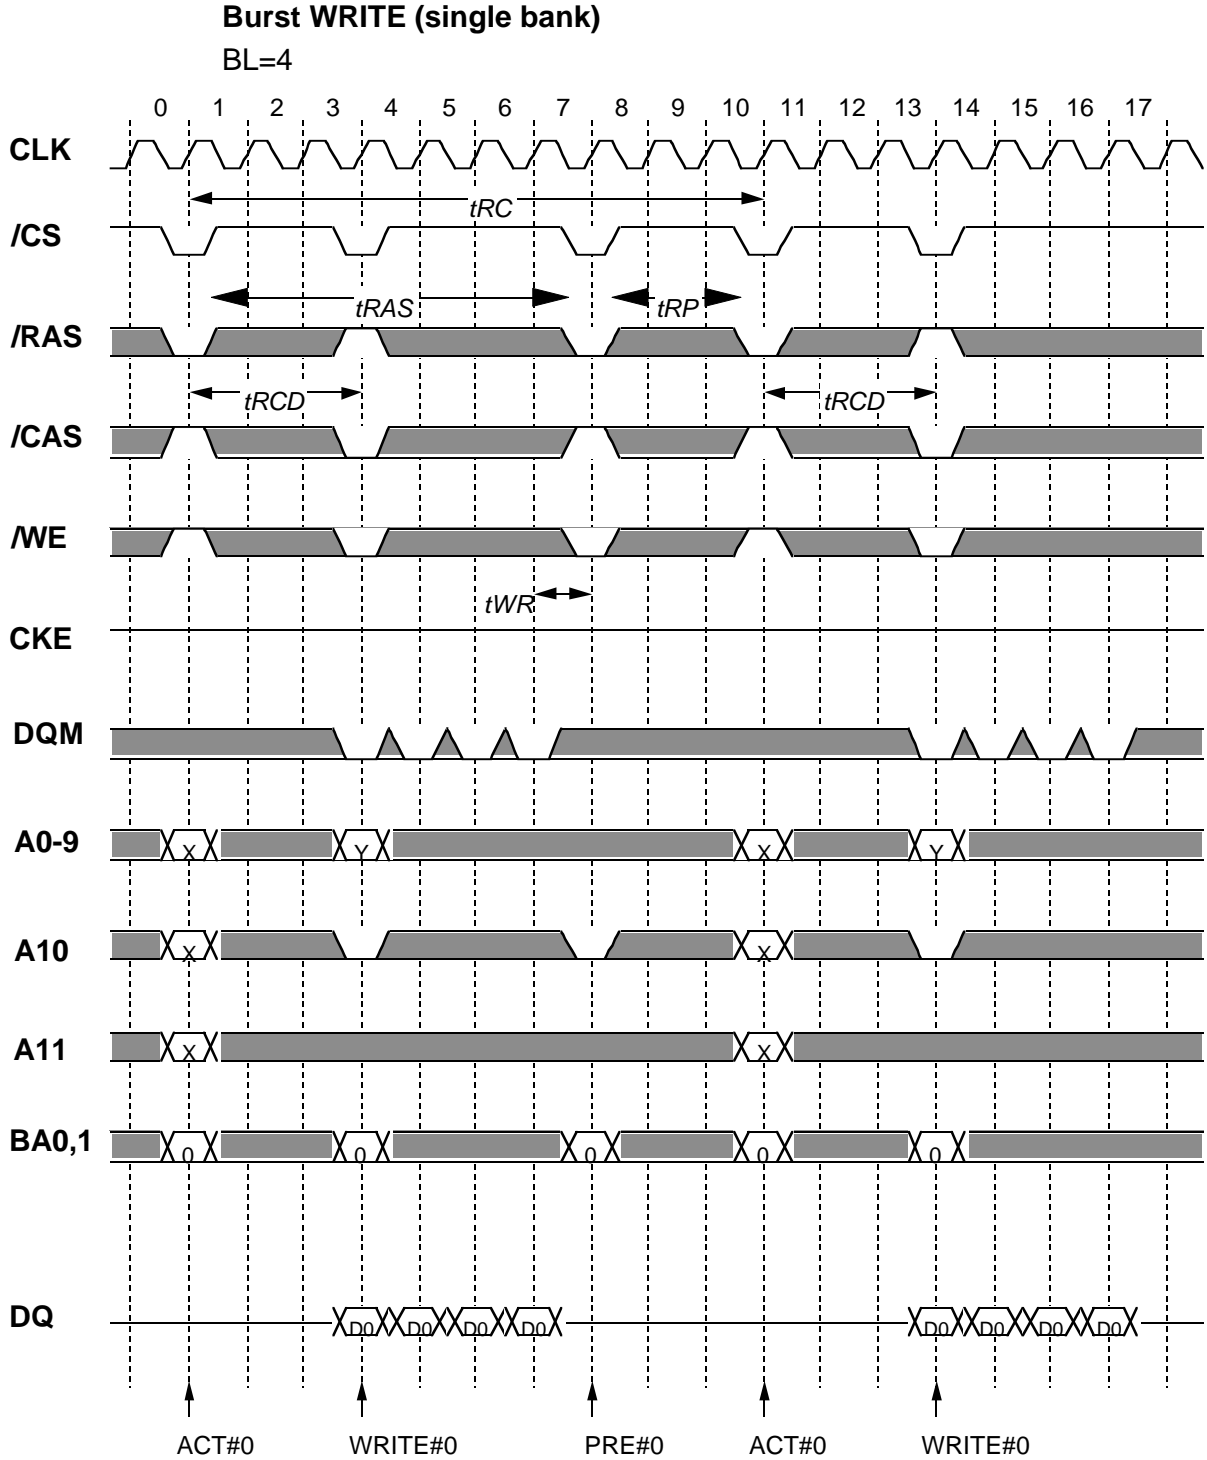 Burst WRITE (single bank)
BL=4
0 1 2 3 4 5 6 7 8 9 10 11 12 13 14 15 16 17
CLK
tRC
/CS
tRAS tRP
/RAS
tRCD tRCD
/CAS
/WE
tWR
CKE
DQM
A0-9 X Y X Y
A10 X X
A11 X X
BA0,1 0 0 0 0 0
DQ D0 D0 D0 D0 D0 D0 D0 D0
ACT#0 WRITE#0 PRE#0 ACT#0 WRITE#0